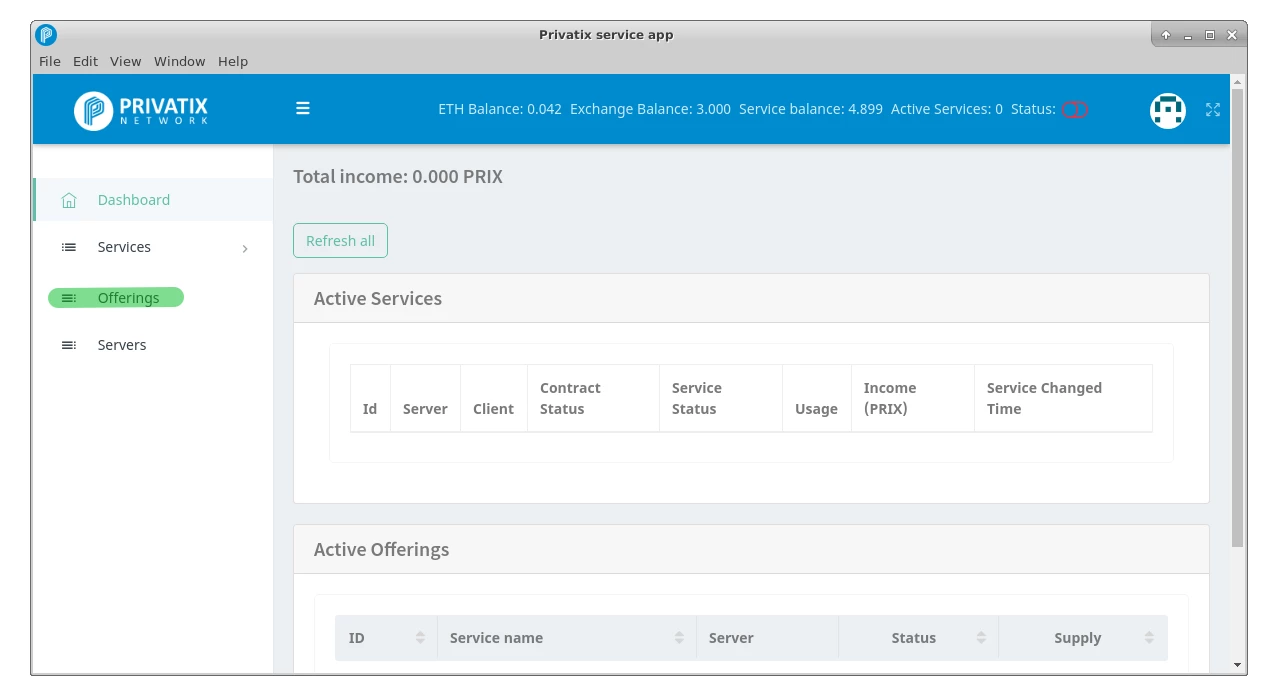 Privatix service app
File Edit View Window Help
PRIVATIX
NETWORK
ETH Balance: 0.042 Exchange Balance: 3.000 Service balance: 4.899 Active Services: 0 Status:
Dashboard
Services
Offerings
Servers
Total income: 0.000 PRIX
Refresh all
Active Services
Id Server Client Contract Status Service Status Usage Income (PRIX) Service Changed Time
Active Offerings
ID Service name Server Status Supply